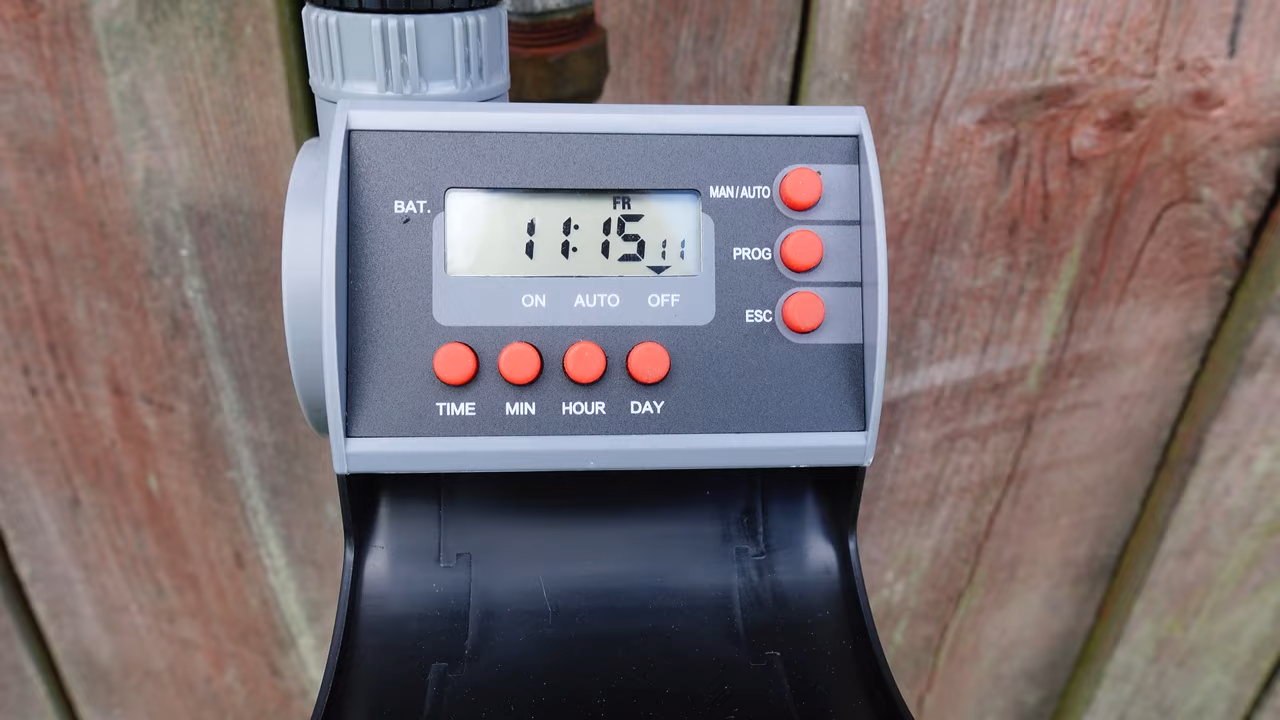 FR
MAN/AUTO
BAT.
11:15 11
PROG
ON AUTO OFF
ESC
TIME MIN HOUR DAY